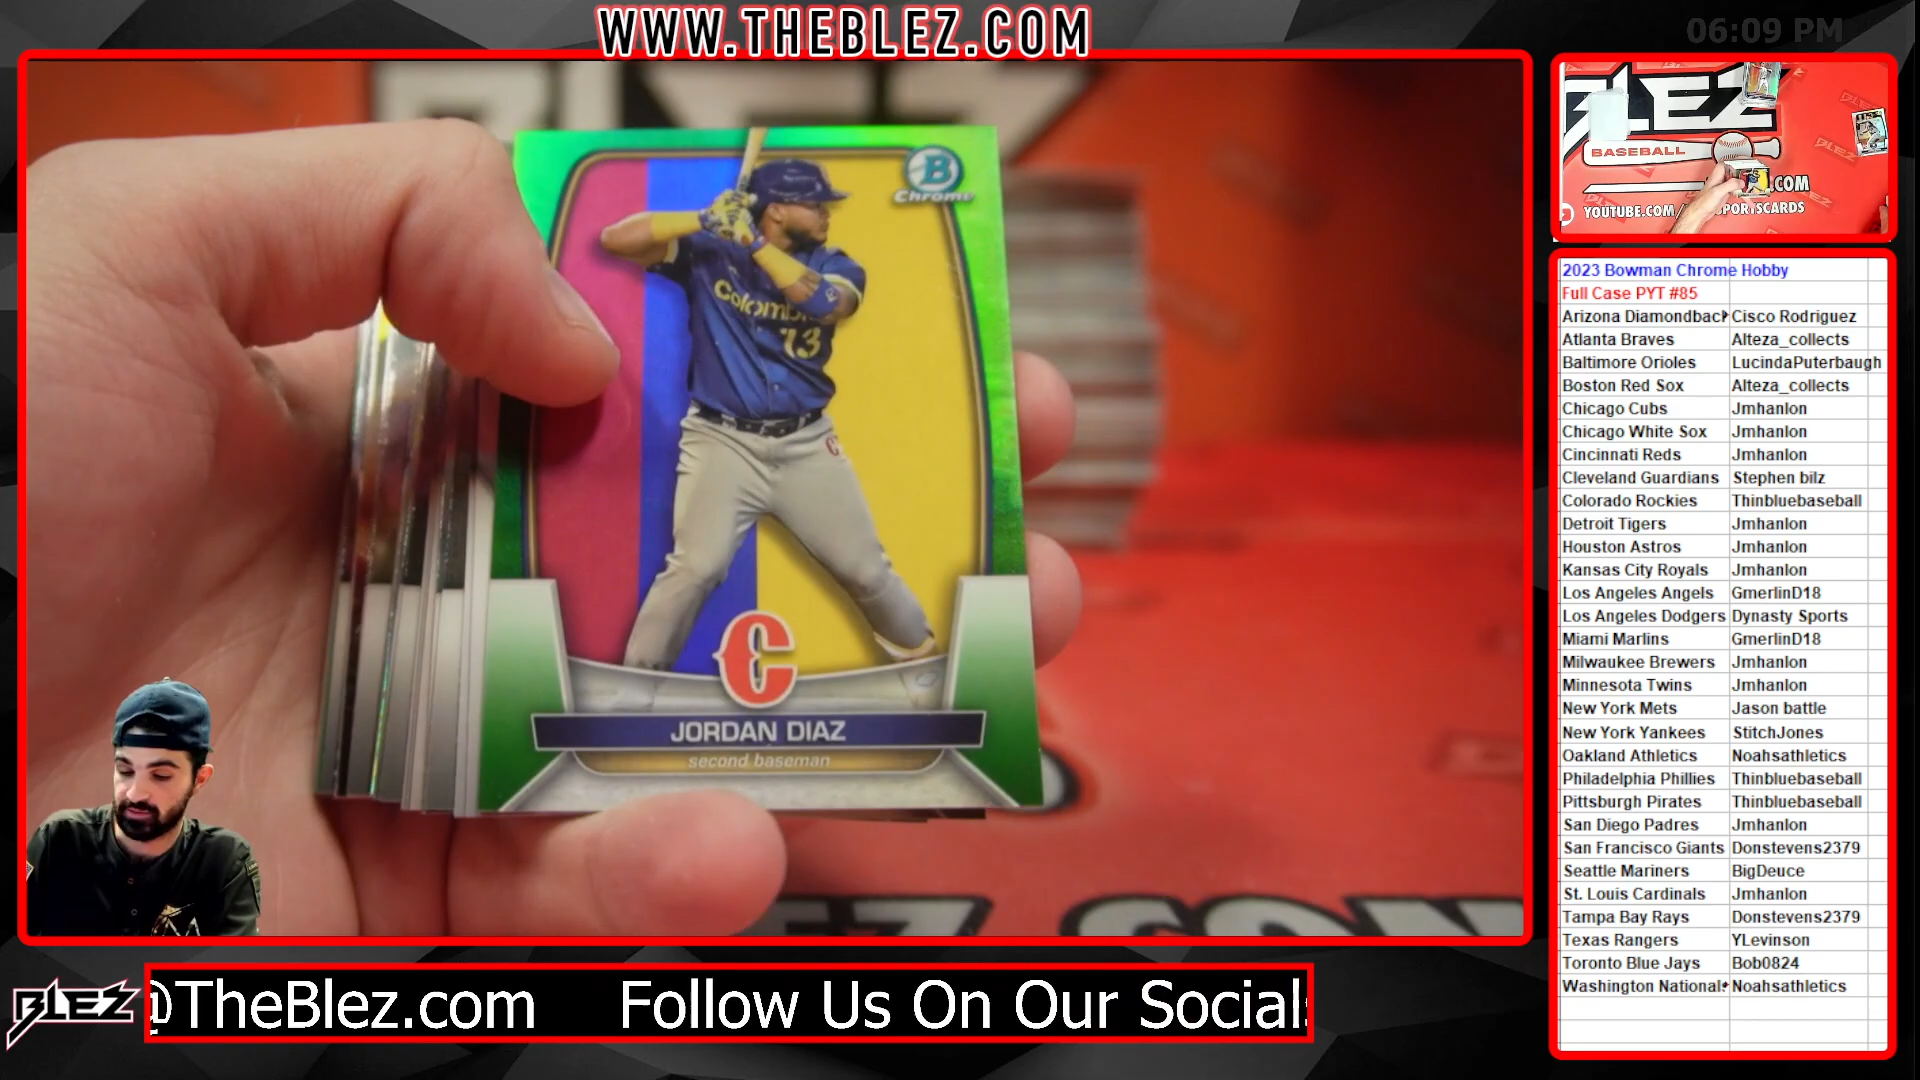 WWW.THEBLEZ.COM
06:09 PM
B
Chrome
Colombia
13
C
JORDAN DIAZ
second baseman
BLEZ
BASEBALL
.COM
YOUTUBE.COM/
SPORTSCARDS
BLEZ
2023 Bowman Chrome Hobby
Full Case PYT #85
Arizona Diamondback Cisco Rodriguez
Atlanta Braves Alteza_collects
Baltimore Orioles LucindaPuterbaugh
Boston Red Sox Alteza_collects
Chicago Cubs Jmhanlon
Chicago White Sox Jmhanlon
Cincinnati Reds Jmhanlon
Cleveland Guardians Stephen bilz
Colorado Rockies Thinbluebaseball
Detroit Tigers Jmhanlon
Houston Astros Jmhanlon
Kansas City Royals Jmhanlon
Los Angeles Angels GmerlinD18
Los Angeles Dodgers Dynasty Sports
Miami Marlins GmerlinD18
Milwaukee Brewers Jmhanlon
Minnesota Twins Jmhanlon
New York Mets Jason battle
New York Yankees StitchJones
Oakland Athletics Noahsathletics
Philadelphia Phillies Thinbluebaseball
Pittsburgh Pirates Thinbluebaseball
San Diego Padres Jmhanlon
San Francisco Giants Donstevens2379
Seattle Mariners BigDeuce
St. Louis Cardinals Jmhanlon
Tampa Bay Rays Donstevens2379
Texas Rangers YLevinson
Toronto Blue Jays Bob0824
Washington Nationals Noahsathletics
BLEZ
@TheBlez.com Follow Us On Our Socials